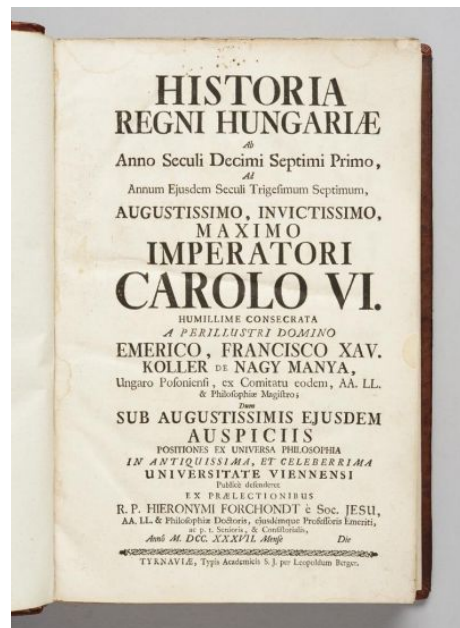 HISTORIA
REGNI HUNGARIÆ
Ab
Anno Seculi Decimi Septimi Primo,
Ad
Annum Ejusdem Seculi Trigesimum Septimum,
AUGUSTISSIMO, INVICTISSIMO,
MAXIMO
IMPERATORI
CAROLO VI.
HUMILLIME CONSECRATA
A PERILLUSTRI DOMINO
EMERICO, FRANCISCO XAV.
KOLLER DE NAGY MANYA,
Ungaro Posoniensi, ex Comitatu eodem, AA. LL.
& Philosophiæ Magistro;
Dum
SUB AUGUSTISSIMIS EJUSDEM
AUSPICIIS
POSITIONES EX UNIVERSA PHILOSOPHIA
IN ANTIQUISSIMA, ET CELEBERRIMA
UNIVERSITATE VIENNENSI
Publicè defenderet
EX PRÆLECTIONIBUS
R. P. HIERONYMI FORMONDT è Soc. JESU,
AA. LL. & Philosophiæ Doctoris, ejusdémque Professoris Emeriti,
ac p. t. Senioris, & Consistorialis,
Annô M. DCC. XXXVII. Mense Die
TYRNAVIÆ, Typis Academicis S. J. per Leopoldum Berger.